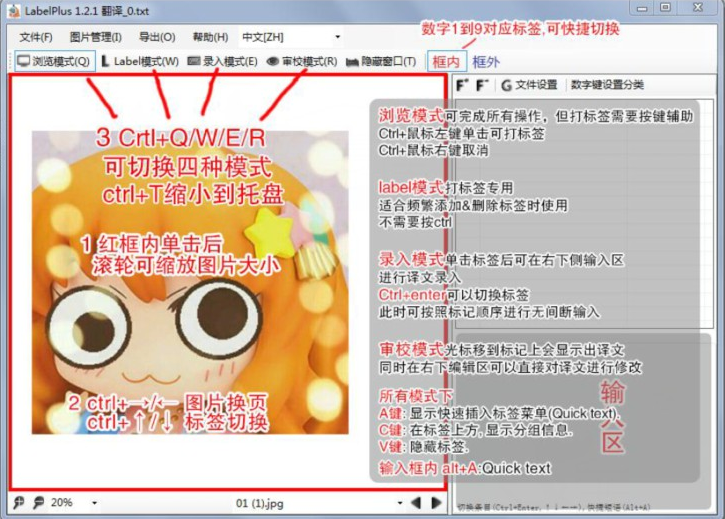 LabelPlus 1.2.1 翻译_0.txt
数字1到9对应标签,可快捷切换
文件(F) 图片管理(I) 导出(O) 帮助(H) 中文[ZH]
浏览模式(Q) Label模式(W) 录入模式(E) 审校模式(R) 隐藏窗口(T) 框内 框外
文件设置 数字键设置分类
3 Crtl+Q/W/E/R
可切换四种模式
ctrl+T缩小到托盘
1 红框内单击后
滚轮可缩放图片大小
2 ctrl+→/← 图片换页
ctrl+↑/↓ 标签切换
浏览模式可完成所有操作，但打标签需要按键辅助
Ctrl+鼠标左键单击可打标签
Ctrl+鼠标右键取消
label模式打标签专用
适合频繁添加&删除标签时使用
不需要按ctrl
录入模式单击标签后可在右下侧输入区
进行译文录入
Ctrl+enter可以切换标签
此时可按照标记顺序进行无间断输入
审校模式光标移到标记上会显示出译文
同时在右下编辑区可以直接对译文进行修改
所有模式下
A键: 显示快速插入标签菜单(Quick text).
C键: 在标签上方, 显示分组信息.
V键: 隐藏标签.
输入框内 alt+A:Quick text
输入区
20% 01 (1).jpg
切换条目(Ctrl+Enter,↑↓←→);快捷短语(Alt+A)